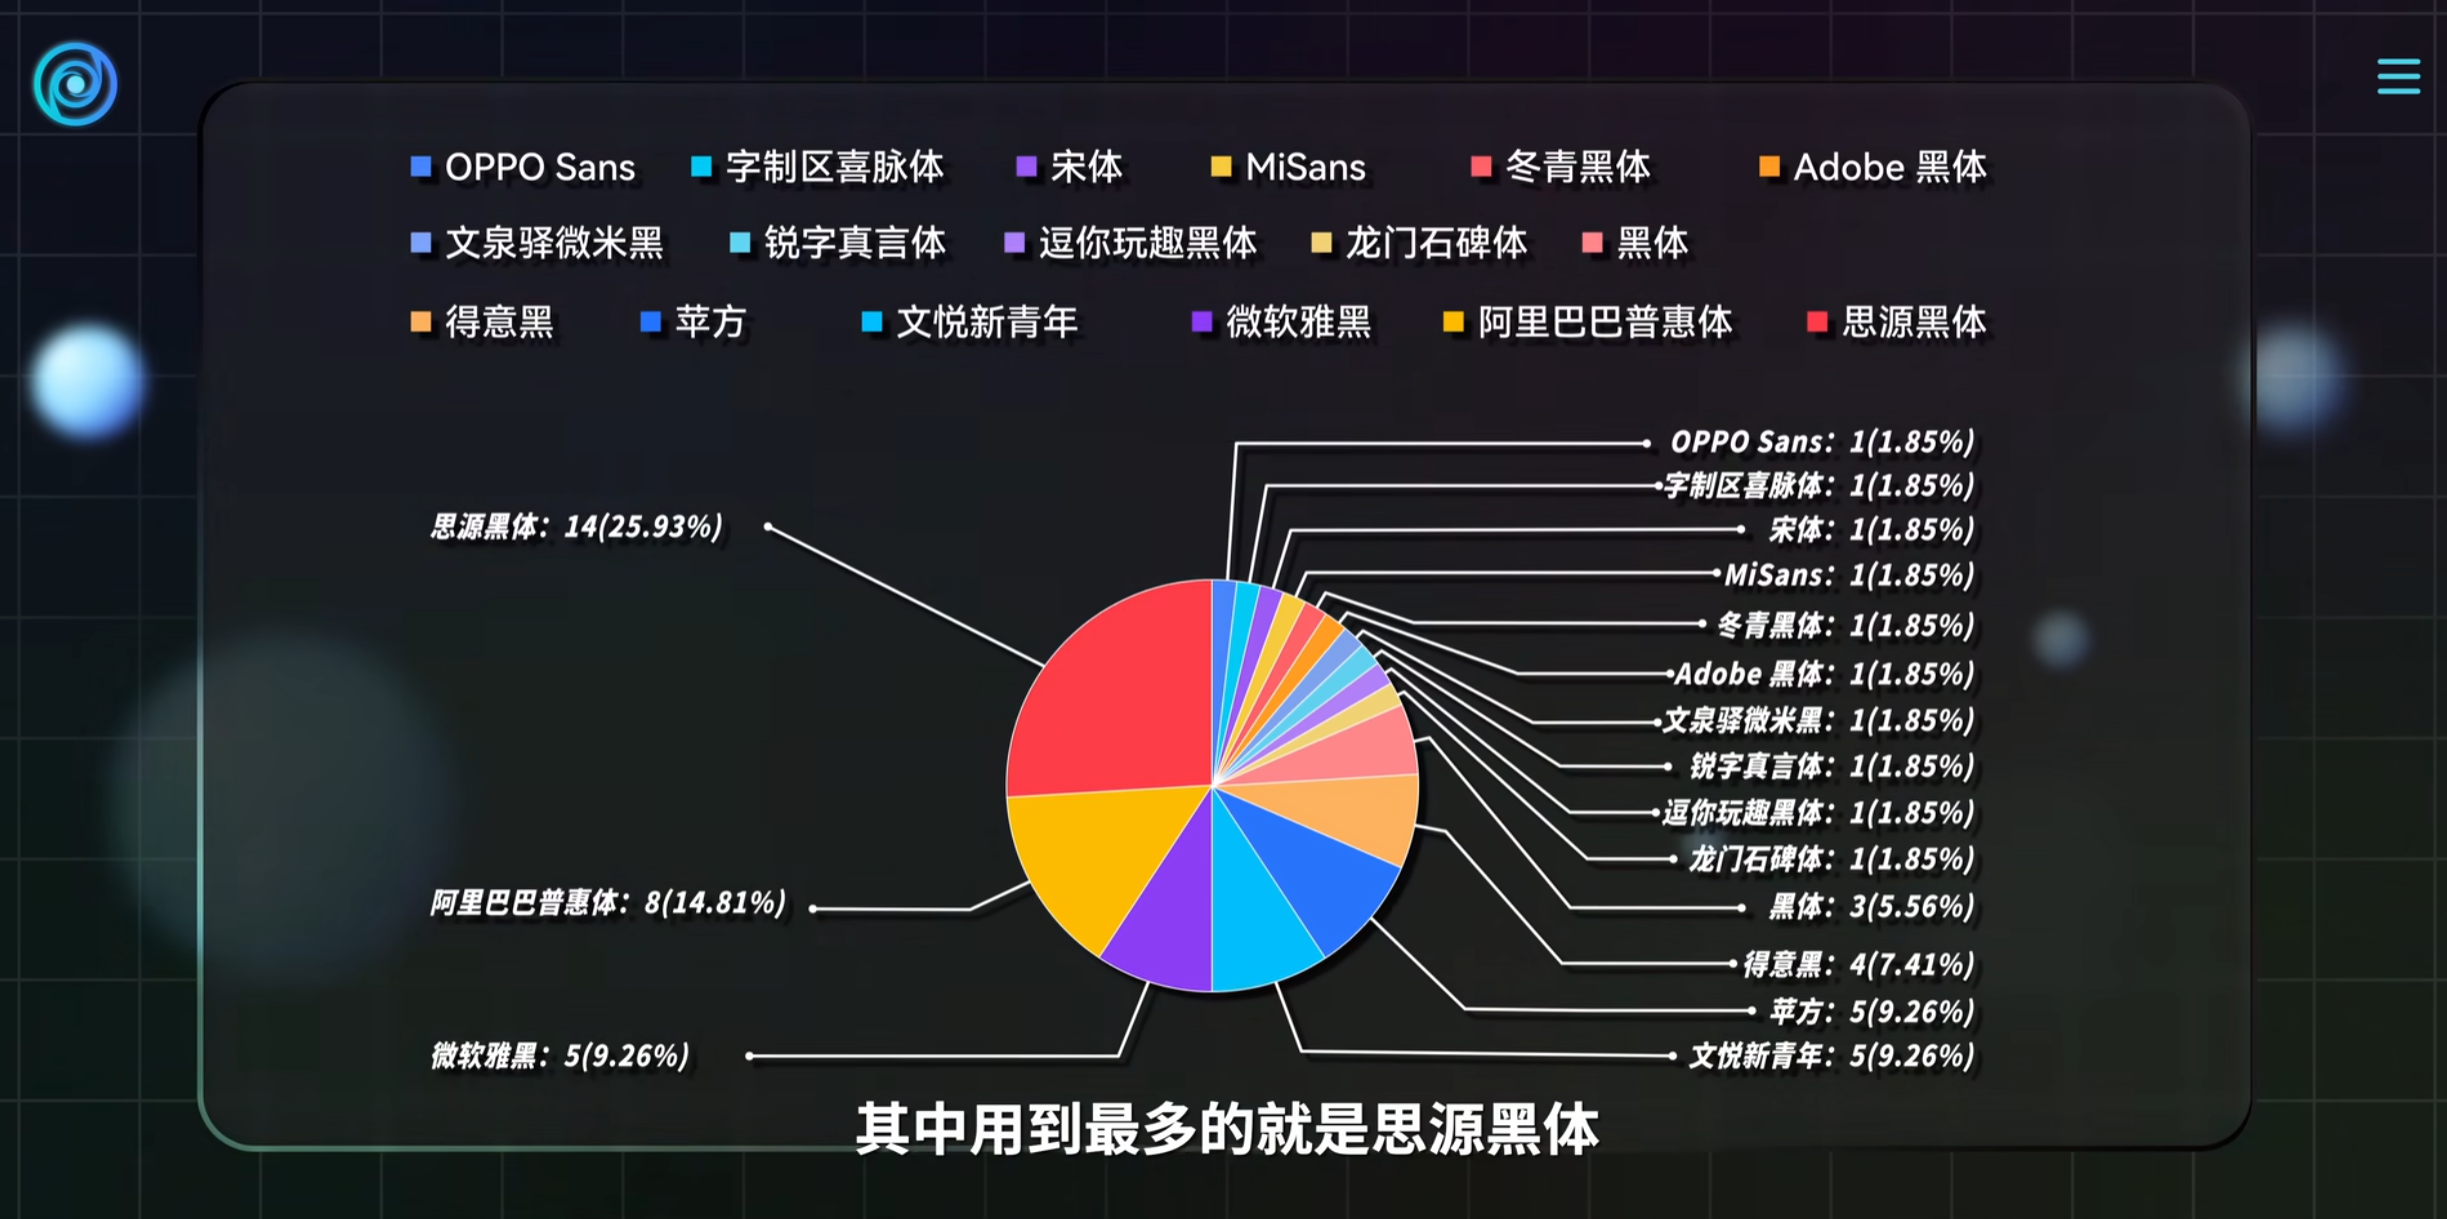 OPPO Sans 字制区喜脉体 宋体 MiSans 冬青黑体 Adobe 黑体
文泉驿微米黑 锐字真言体 逗你玩趣黑体 龙门石碑体 黑体
得意黑 苹方 文悦新青年 微软雅黑 阿里巴巴普惠体 思源黑体
OPPO Sans：1(1.85%)
字制区喜脉体：1(1.85%)
思源黑体：14(25.93%)
宋体：1(1.85%)
MiSans：1(1.85%)
冬青黑体：1(1.85%)
Adobe 黑体：1(1.85%)
文泉驿微米黑：1(1.85%)
锐字真言体：1(1.85%)
逗你玩趣黑体：1(1.85%)
龙门石碑体：1(1.85%)
阿里巴巴普惠体：8(14.81%)
黑体：3(5.56%)
得意黑：4(7.41%)
苹方：5(9.26%)
微软雅黑：5(9.26%)
文悦新青年：5(9.26%)
其中用到最多的就是思源黑体